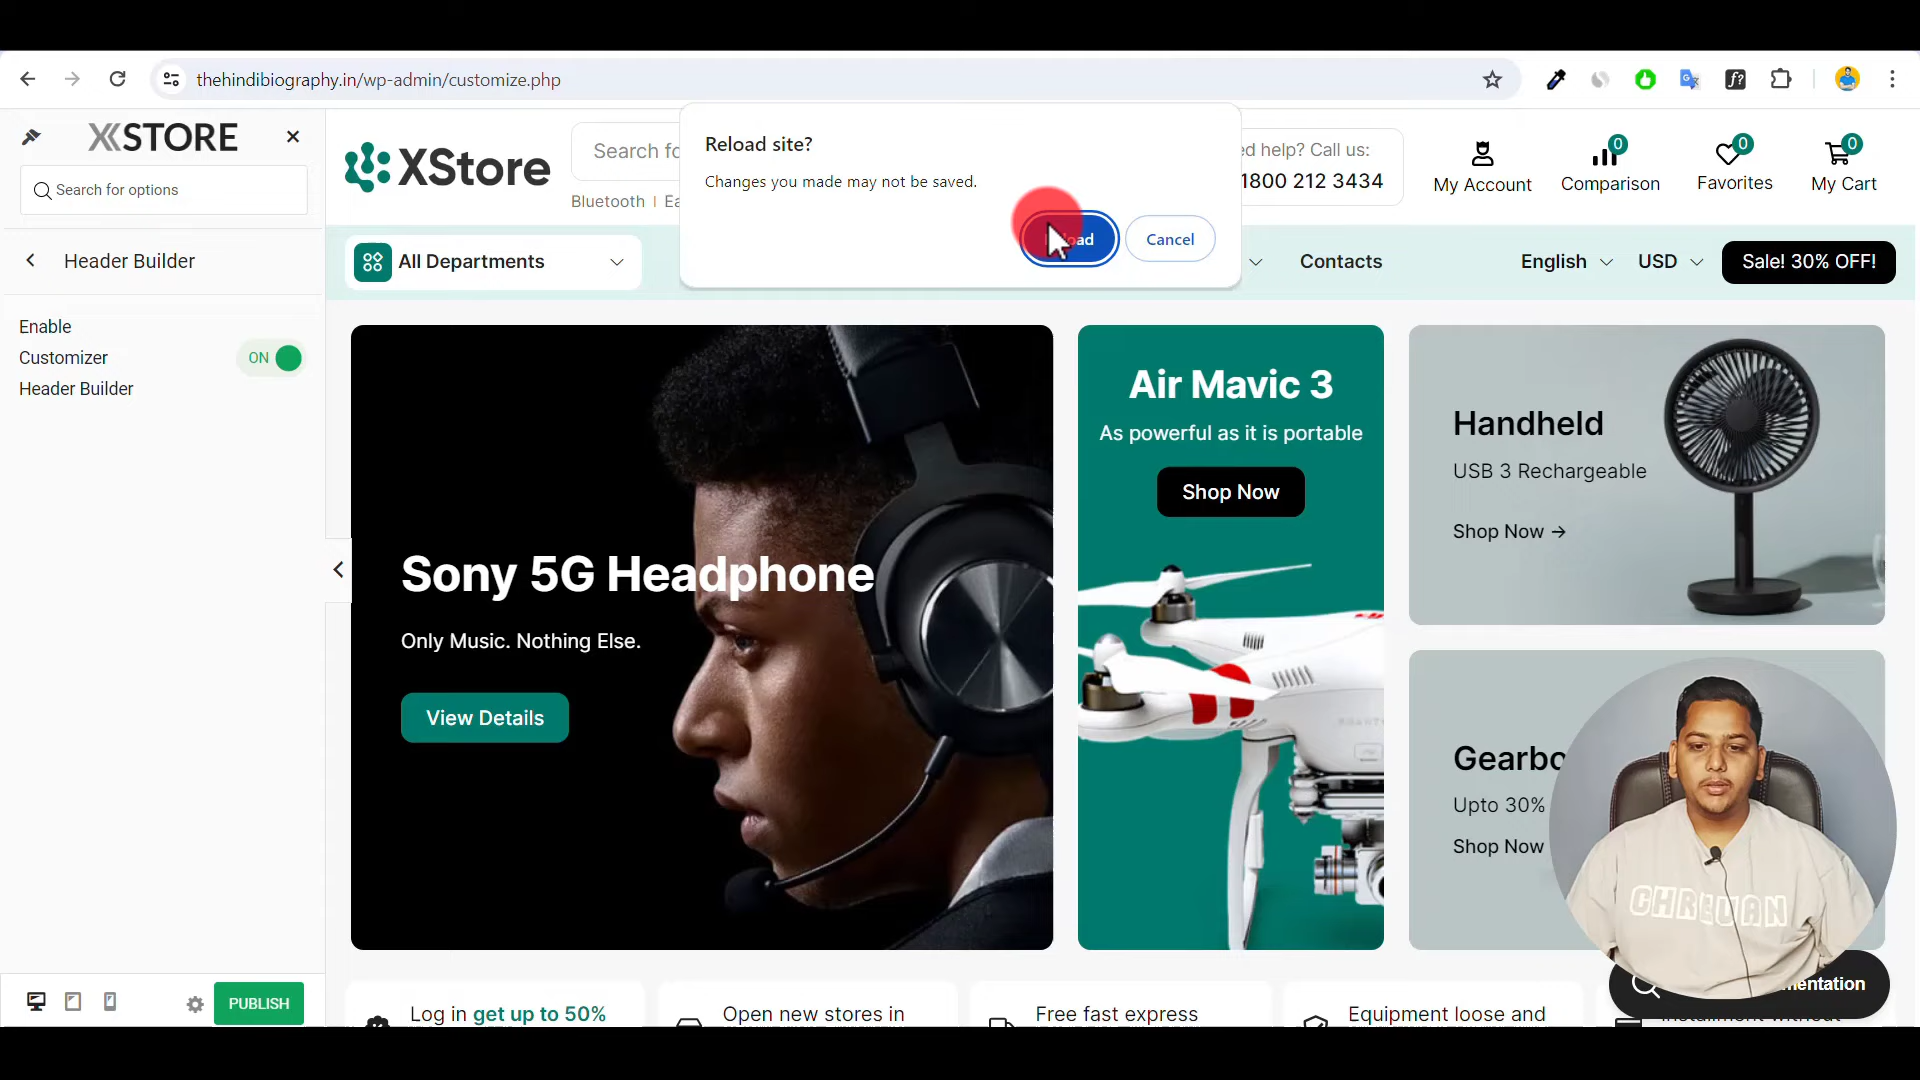 thehindibiography.in/wp-admin/customize.php
XSTORE
Search for options
Header Builder
Enable
Customizer
Header Builder
ON
PUBLISH
XStore
Search fo
Bluetooth
Reload site?
Changes you made may not be saved.
Cancel
ed help? Call us:
1800 212 3434
My Account
0
Comparison
0
Favorites
0
My Cart
All Departments
Contacts
English
USD
Sale! 30% OFF!
Sony 5G Headphone
Only Music. Nothing Else.
View Details
Air Mavic 3
As powerful as it is portable
Shop Now
Handheld
USB 3 Rechargeable
Shop Now →
Gearbo
Upto 30%
Shop Now
Log in get up to 50%
Open new stores in
Free fast express
Equipment loose and